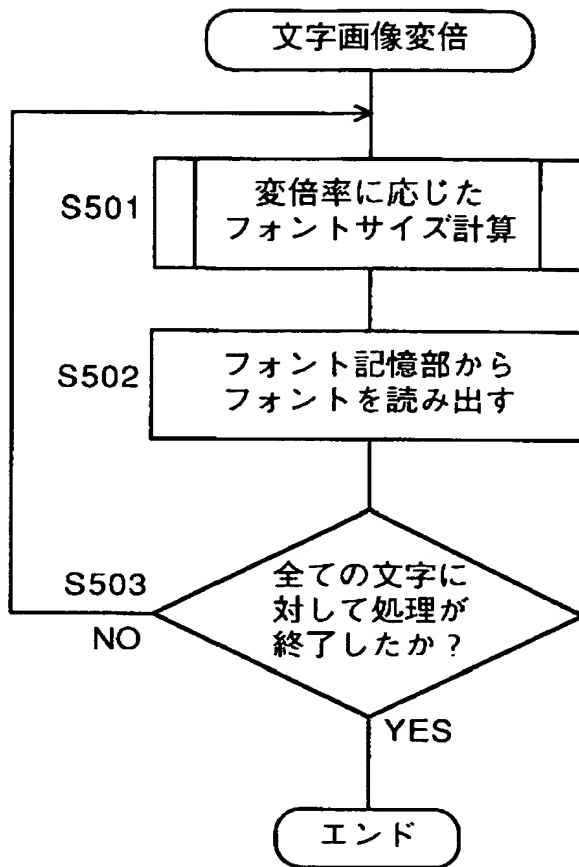 文字画像変倍
S501
変倍率に応じた
フォントサイズ計算
S502
フォント記憶部から
フォントを読み出す
S503
全ての文字に
対して処理が
終了したか？
NO
YES
エンド